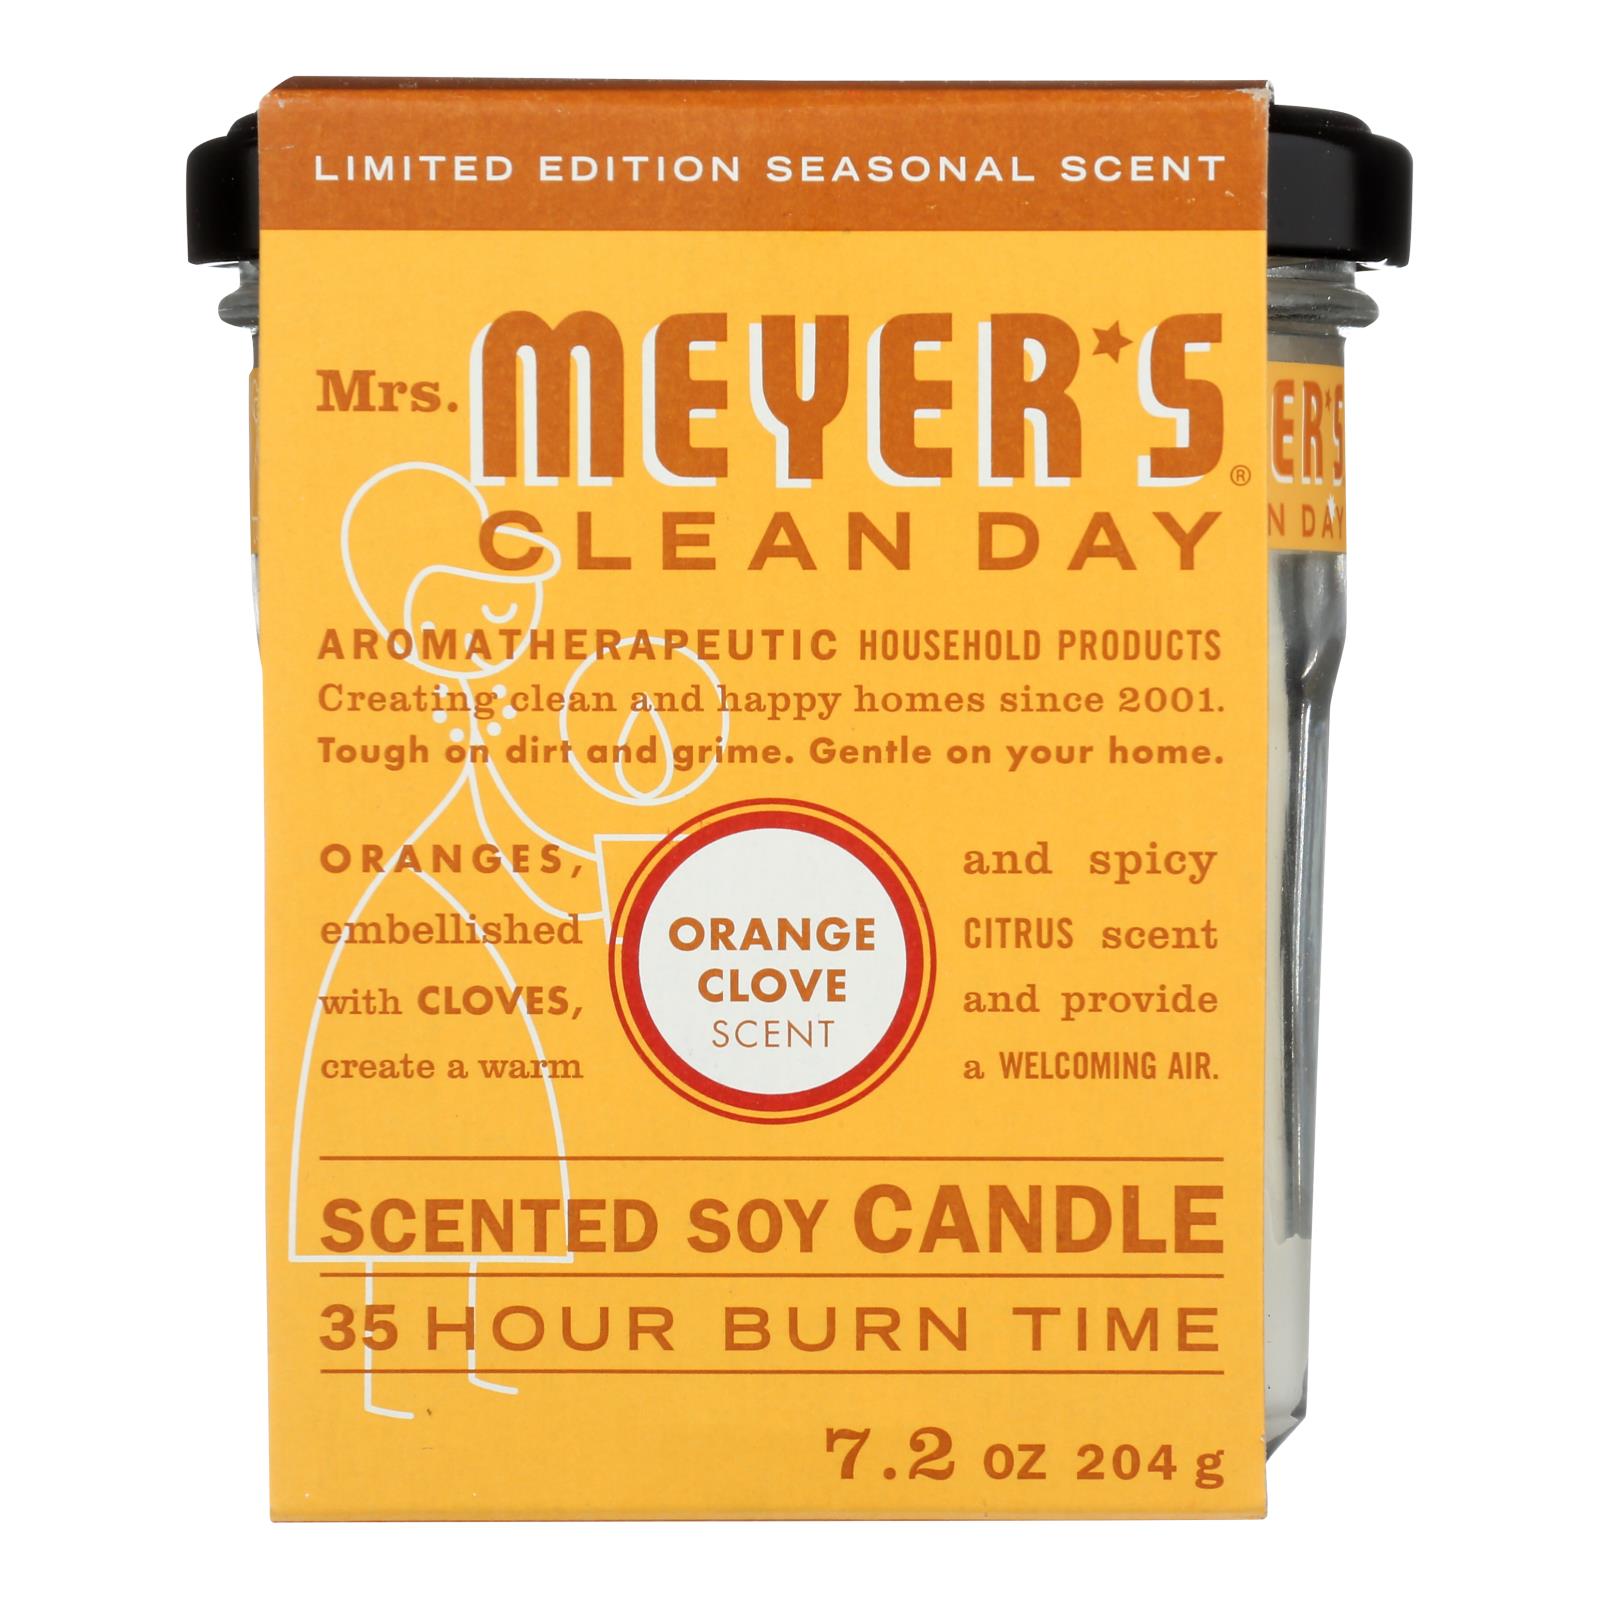 LIMITED EDITION SEASONAL SCENT
Mrs. MEYER'S®
CLEAN DAY
AROMATHERAPEUTIC HOUSEHOLD PRODUCTS
Creating clean and happy homes since 2001.
Tough on dirt and grime. Gentle on your home.
ORANGES,
embellished
with CLOVES,
create a warm
ORANGE
CLOVE
SCENT
and spicy
CITRUS scent
and provide
a WELCOMING AIR.
SCENTED SOY CANDLE
35 HOUR BURN TIME
7.2 OZ 204 g
ER'S
N DAY